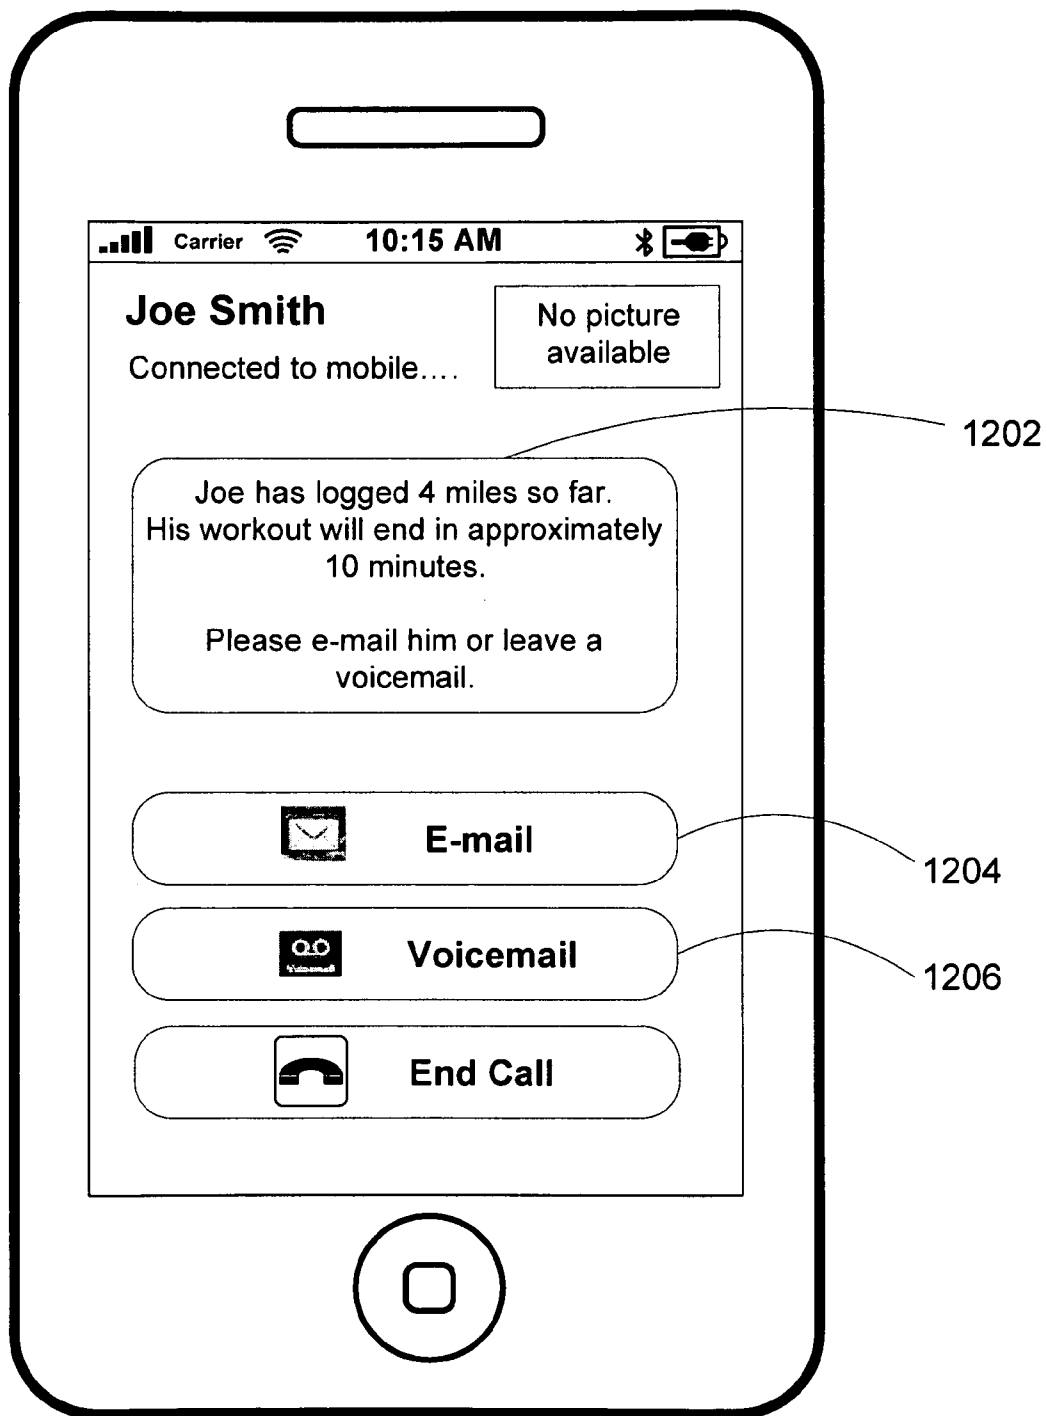 Carrier 10:15 AM
Joe Smith
No picture
available
Connected to mobile....
1202
Joe has logged 4 miles so far.
His workout will end in approximately
10 minutes.
Please e-mail him or leave a
voicemail.
E-mail
1204
Voicemail
Voicemail
1206
End Call